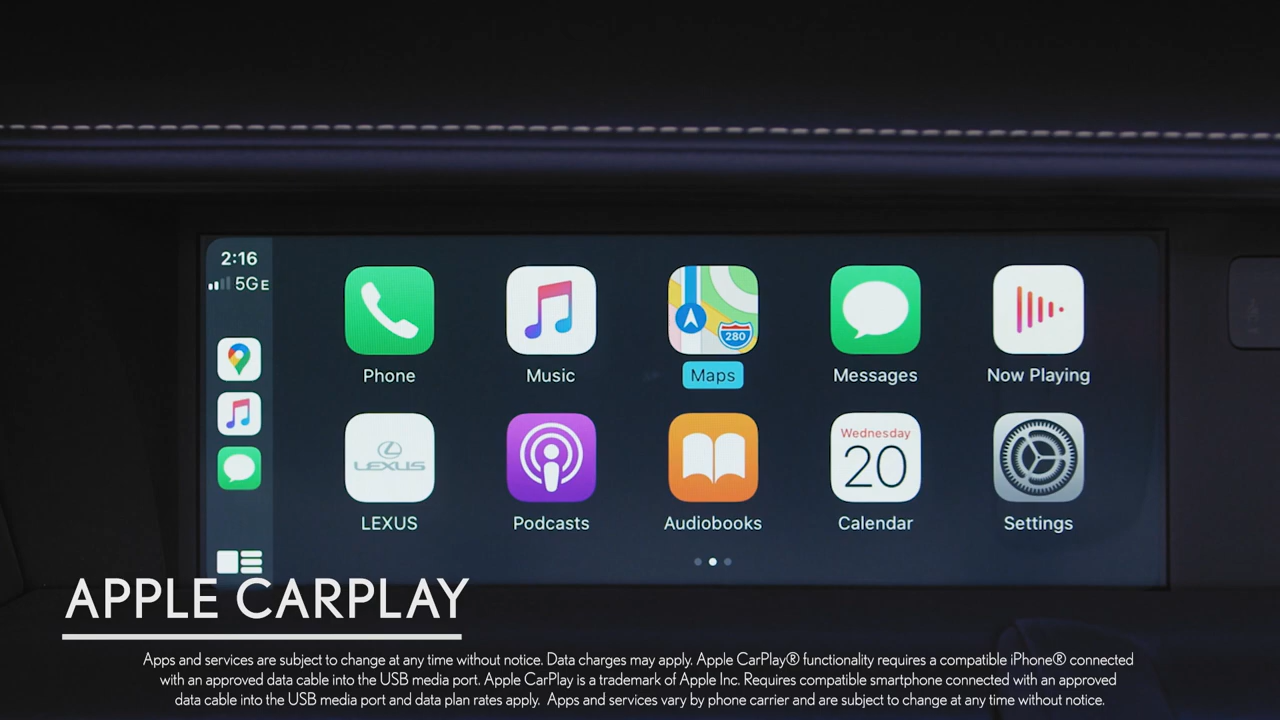 2:16
5G E
280
Phone
Music
Maps
Messages
Now Playing
LEXUS
Wednesday
20
LEXUS
Podcasts
Audiobooks
Calendar
Settings
APPLE CARPLAY
Apps and services are subject to change at any time without notice. Data charges may apply. Apple CarPlay® functionality requires a compatible iPhone® connected
with an approved data cable into the USB media port. Apple CarPlay is a trademark of Apple Inc. Requires compatible smartphone connected with an approved
data cable into the USB media port and data plan rates apply. Apps and services vary by phone carrier and are subject to change at any time without notice.